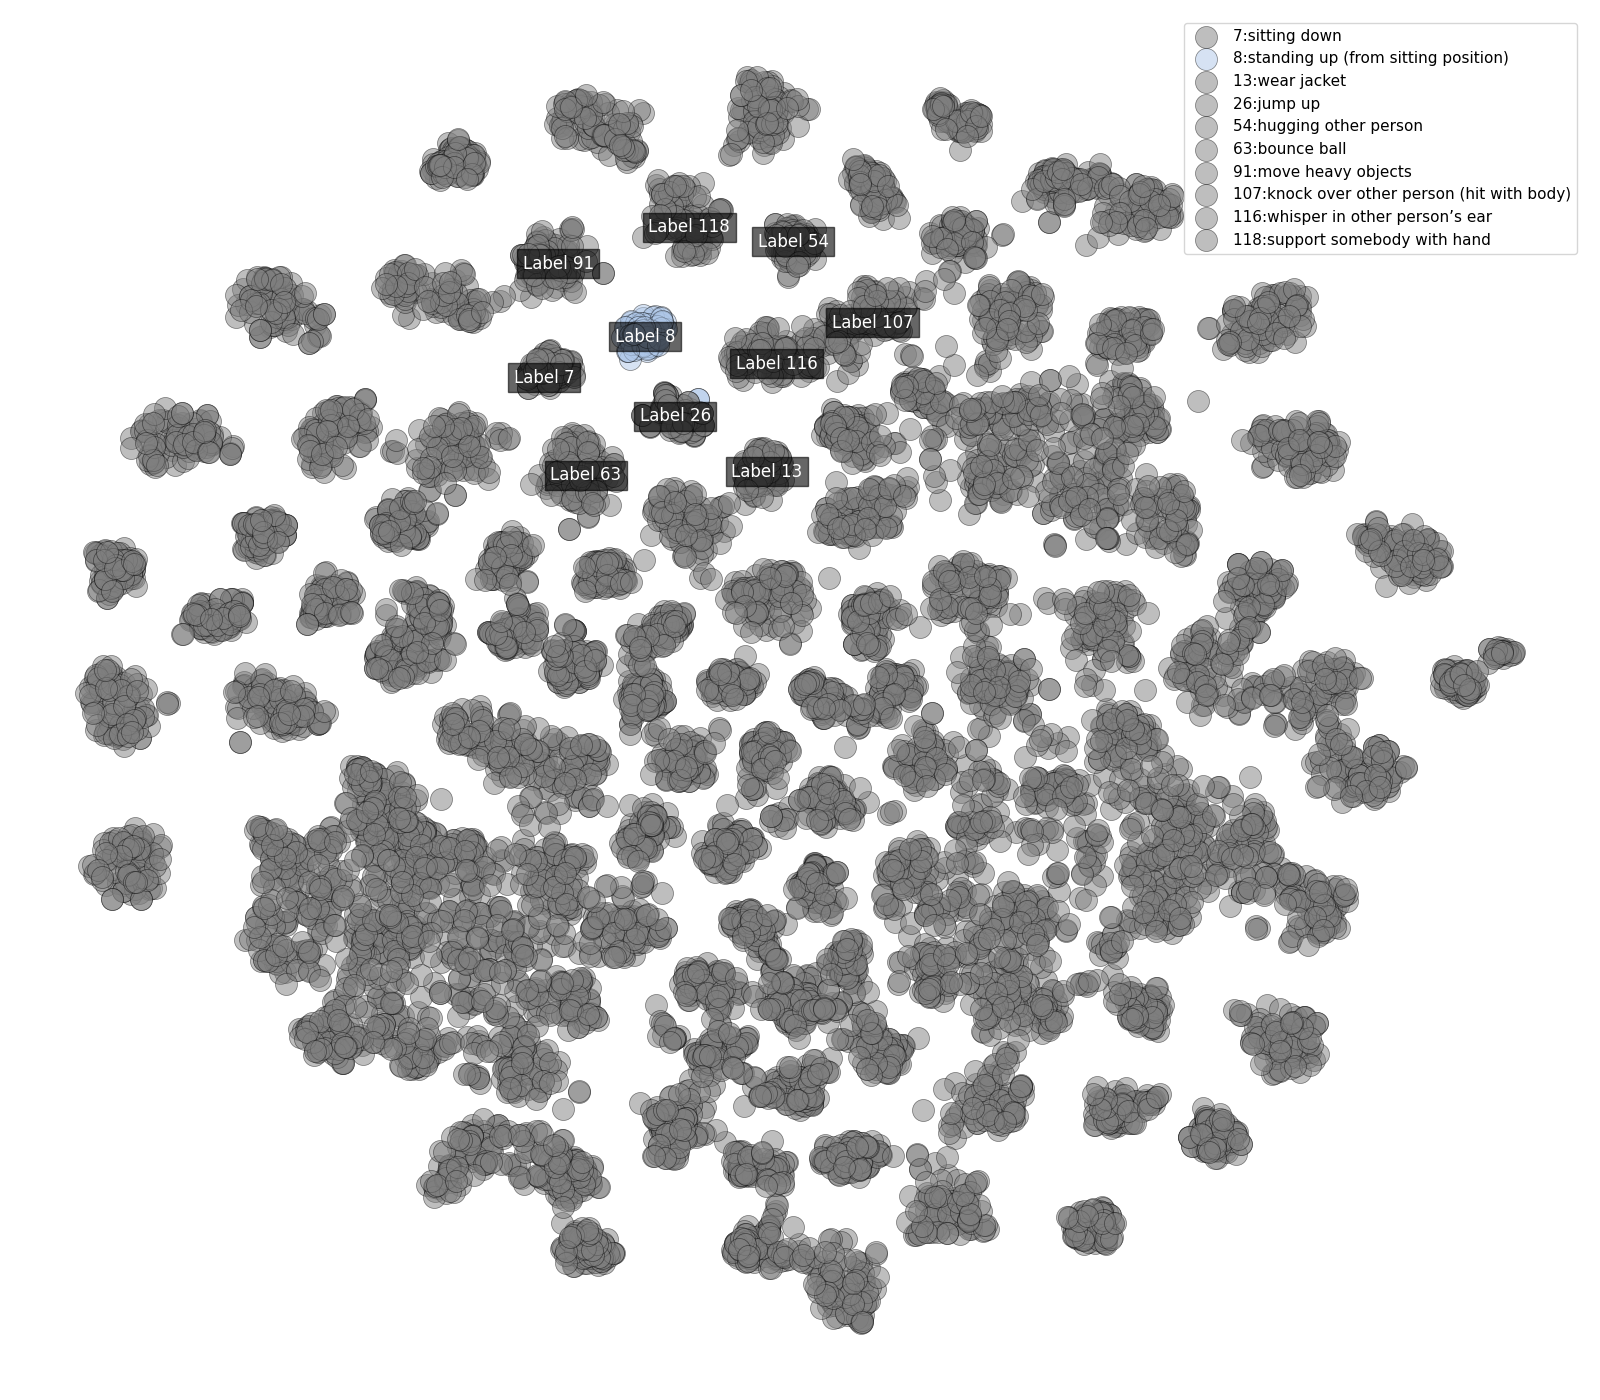 7:sitting down
8:standing up (from sitting position)
13:wear jacket
26:jump up
54:hugging other person
63:bounce ball
91:move heavy objects
107:knock over other person (hit with body)
116:whisper in other person’s ear
118:support somebody with hand
Label 118
Label 54
Label 91
Label 107
Label 8
Label 116
Label 7
Label 26
Label 13
Label 63